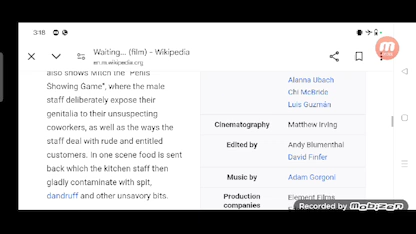 3:18
Waiting... (film) - Wikipedia
en.m.wikipedia.org
also shows Mitch the "Penis
Showing Game", where the male
staff deliberately expose their
genitalia to their unsuspecting
coworkers, as well as the ways the
staff deal with rude and entitled
customers. In one scene food is sent
back which the kitchen staff then
gladly contaminate with spit,
dandruff and other unsavory bits.
Alanna Ubach
Chi McBride
Luis Guzmán
Cinematography Matthew Irving
Edited by Andy Blumenthal
David Finfer
Music by Adam Gorgoni
Production Element Films
companies
Recorded by Mobizen